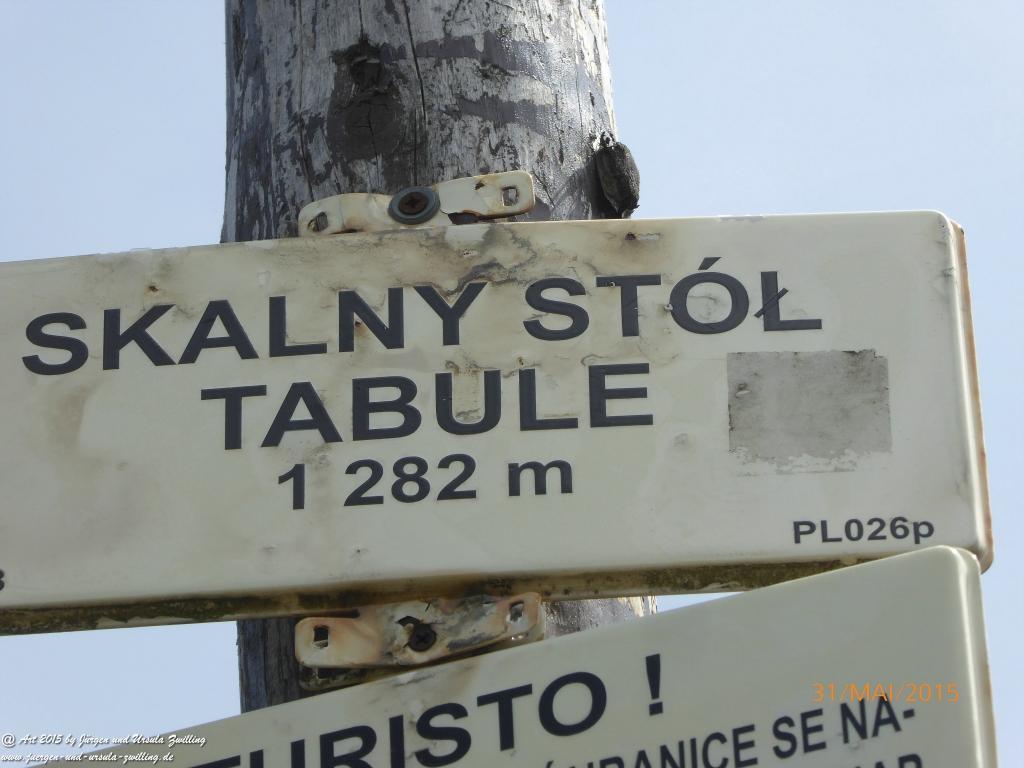 SKALNY STÓŁ
TABULE
1 282 m
PL026p
TURISTO !
HRANICE SE NA-
31/MAI/2015
@ Art 2015 by Jürgen und Ursula Zwilling
www.juergen-und-ursula-zwilling.de